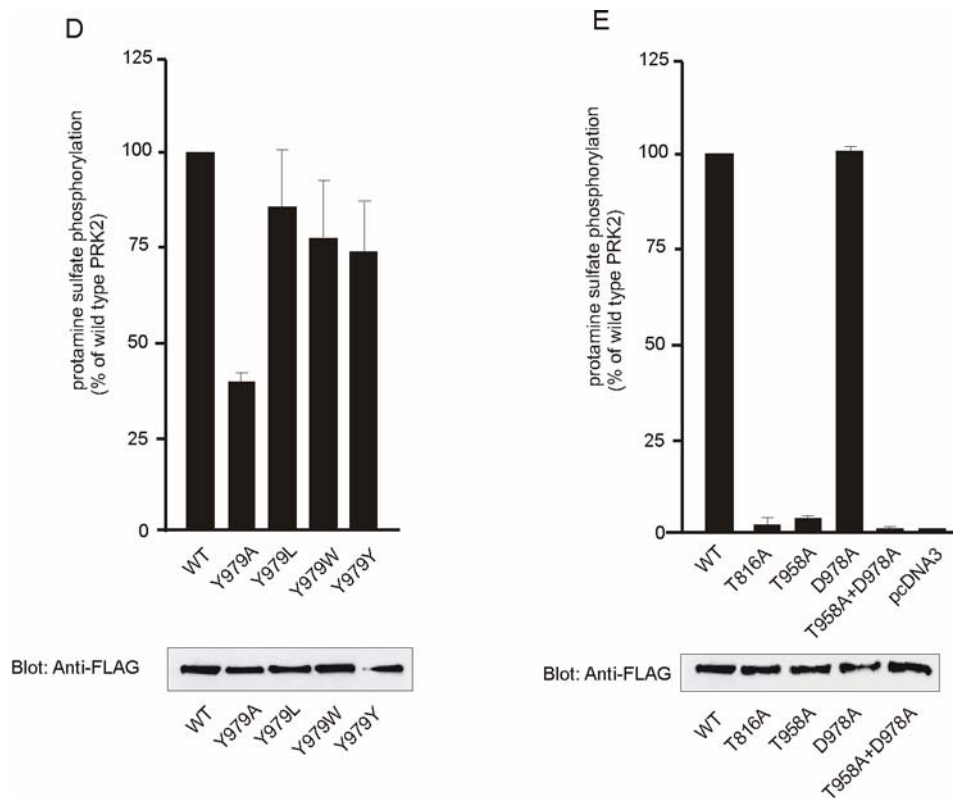 D
125
100
75
50
25
0
protamine sulfate phosphorylation
(% of wild type PRK2)
WT
Y979A
Y979L
Y979W
Y979Y
Blot: Anti-FLAG
WT
Y979A
Y979L
Y979W
Y979Y
E
125
100
75
50
25
0
protamine sulfate phosphorylation
(% of wild type PRK2)
WT
T816A
T958A
D978A
T958A+D978A
pcDNA3
Blot: Anti-FLAG
WT
T816A
T958A
D978A
T958A+D978A